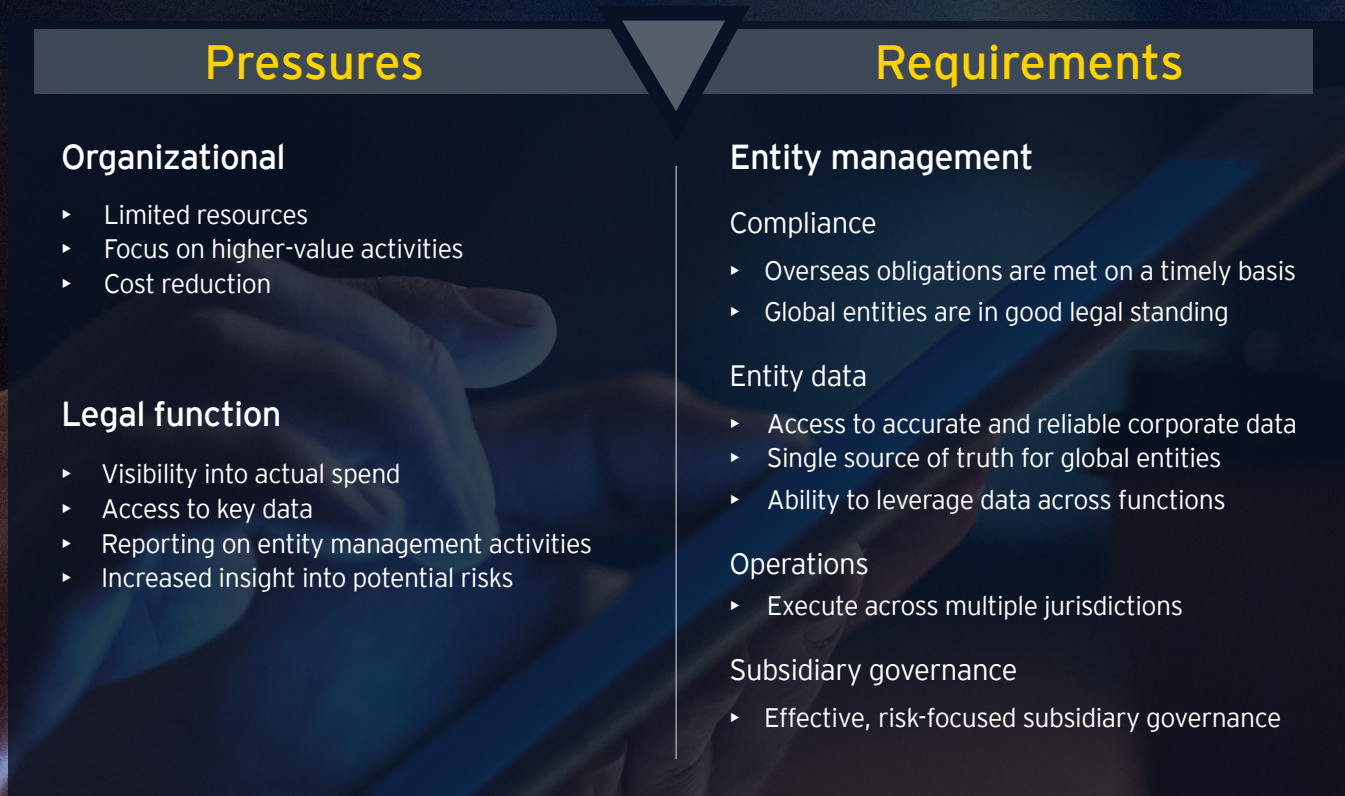 Pressures
Organizational
‣ Limited resources
‣ Focus on higher-value activities
‣ Cost reduction
Legal function
‣ Visibility into actual spend
‣ Access to key data
‣ Reporting on entity management activities
‣ Increased insight into potential risks
Requirements
Entity management
Compliance
‣ Overseas obligations are met on a timely basis
‣ Global entities are in good legal standing
Entity data
‣ Access to accurate and reliable corporate data
‣ Single source of truth for global entities
‣ Ability to leverage data across functions
Operations
‣ Execute across multiple jurisdictions
Subsidiary governance
‣ Effective, risk-focused subsidiary governance